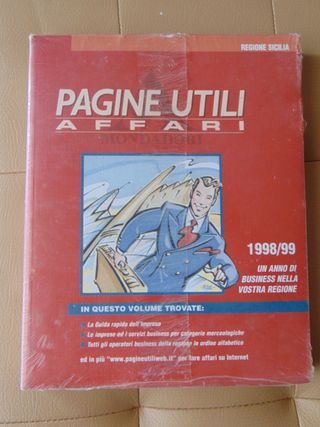 REGIONE SICILIA
PAGINE UTILI
AFFARI
MONDADORI
1998/99
UN ANNO DI
BUSINESS NELLA
VOSTRA REGIONE
IN QUESTO VOLUME TROVATE:
La Guida rapida dell'impresa
Le imprese ed i servizi business per categorie merceologiche
Tutti gli operatori business della regione in ordine alfabetico
ed in più "www.pagineutiliweb.it" per fare affari su Internet